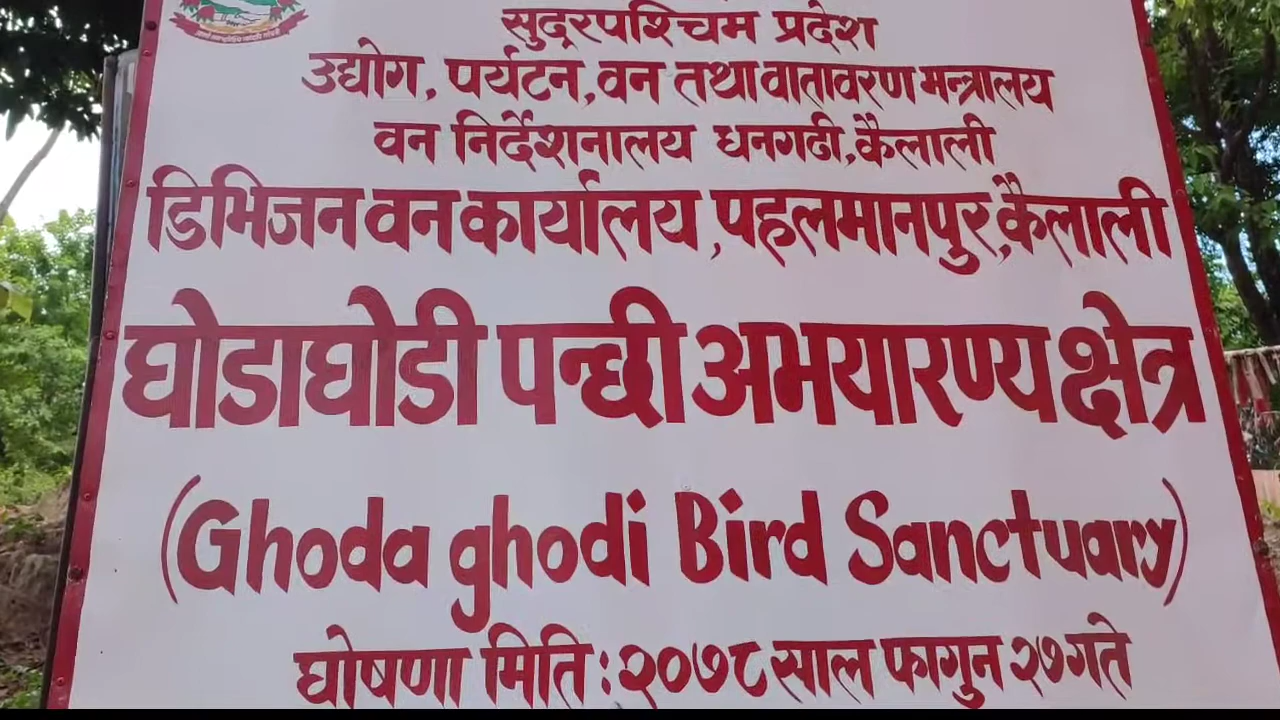 सुदूरपश्चिम प्रदेश
उद्योग, पर्यटन, वन तथा वातावरण मन्त्रालय
वन निर्देशनालय धनगढी, कैलाली
डिभिजन वन कार्यालय, पहलमानपुर, कैलाली
घोडाघोडी पन्छी अभयारण्य क्षेत्र
(Ghoda ghodi Bird Sanctuary)
घोषणा मिति : २०७८ साल फागुन २७ गते